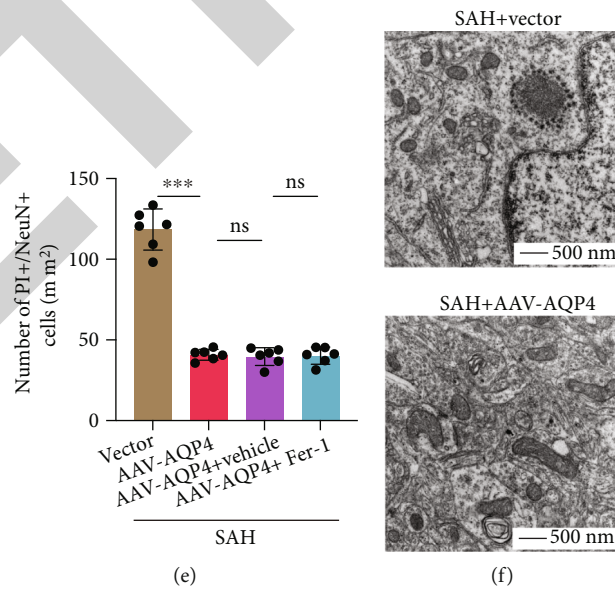 SAH+vector
500 nm
SAH+AAV-AQP4
500 nm
(f)
Number of PI+/NeuN+
cells (m m²)
150
100
50
0
***
ns
ns
Vector
AAV-AQP4
AAV-AQP4+vehicle
AAV-AQP4+ Fer-1
SAH
(e)